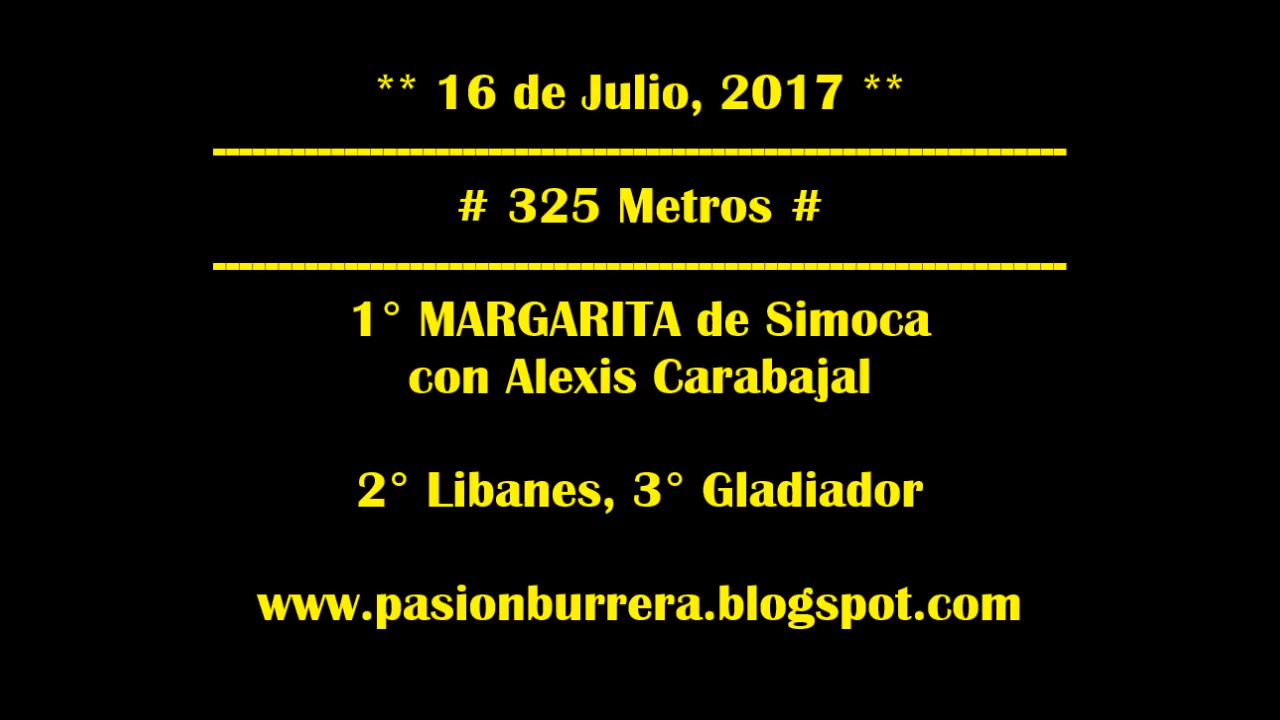 ** 16 de Julio, 2017 **
-----------------------------------------------------------------
# 325 Metros #
-----------------------------------------------------------------
1° MARGARITA de Simoca
con Alexis Carabajal
2° Libanes, 3° Gladiador
www.pasionburrera.blogspot.com